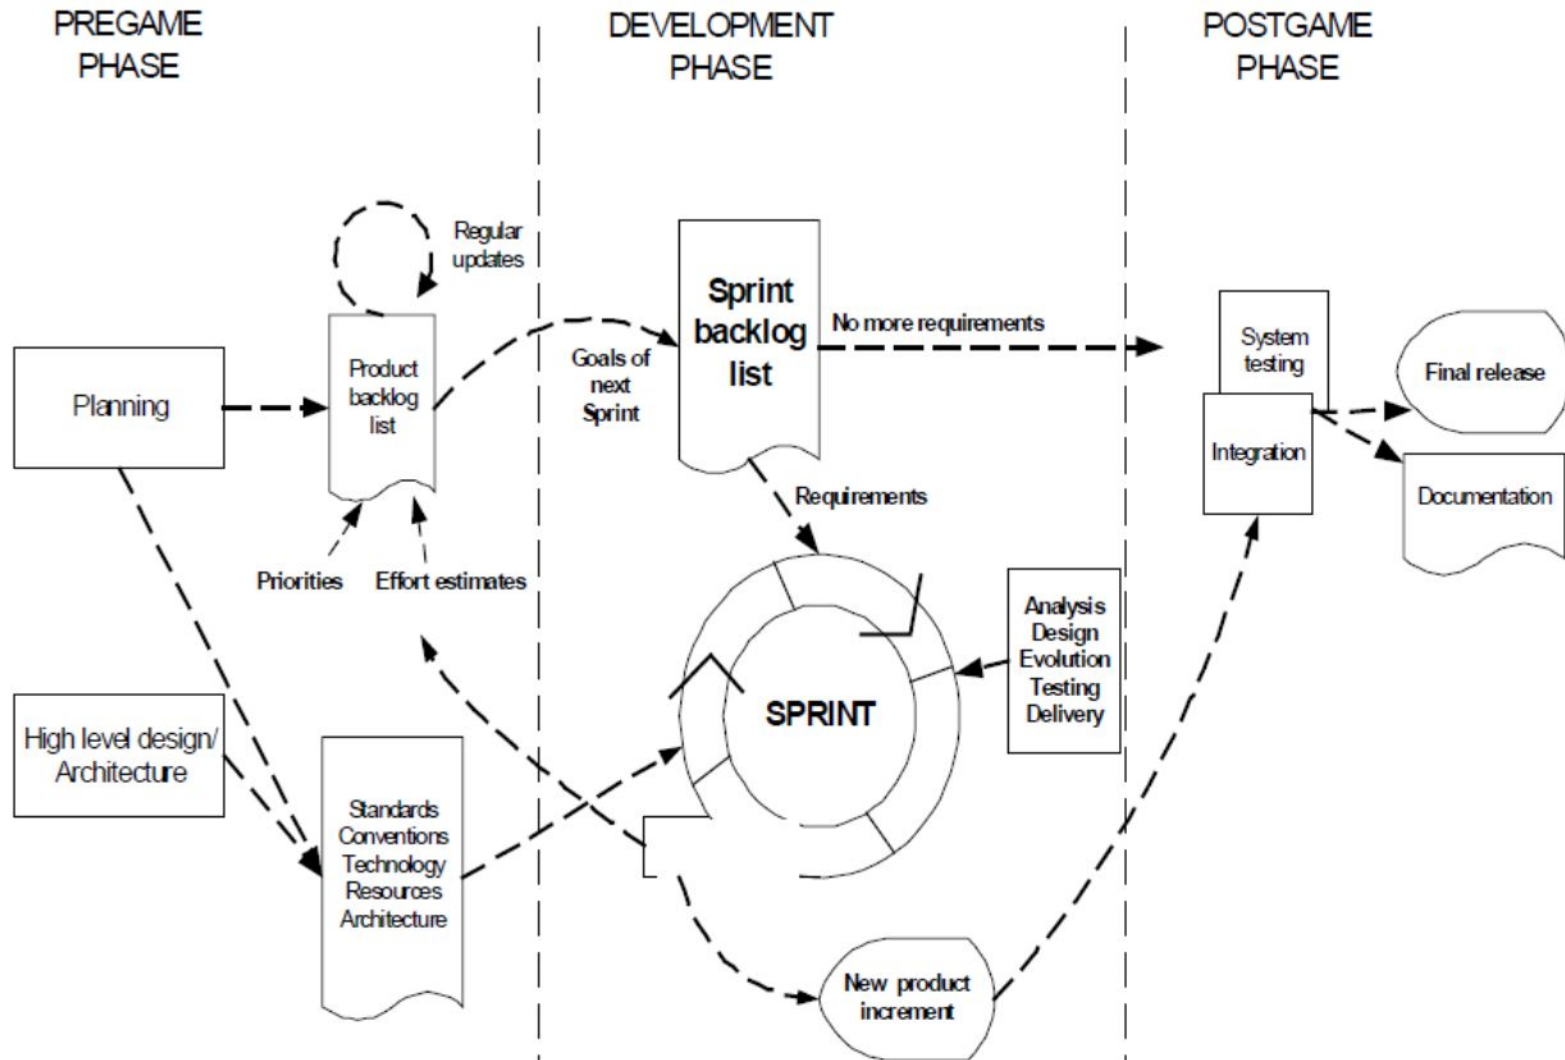 PREGAME
PHASE
DEVELOPMENT
PHASE
POSTGAME
PHASE
Regular
updates
Planning
Product
backlog
list
Priorities
Effort estimates
High level design/
Architecture
Standards
Conventions
Technology
Resources
Architecture
Goals of
next
Sprint
Sprint
backlog
list
No more requirements
Requirements
SPRINT
Analysis
Design
Evolution
Testing
Delivery
New product
increment
System
testing
Integration
Final release
Documentation